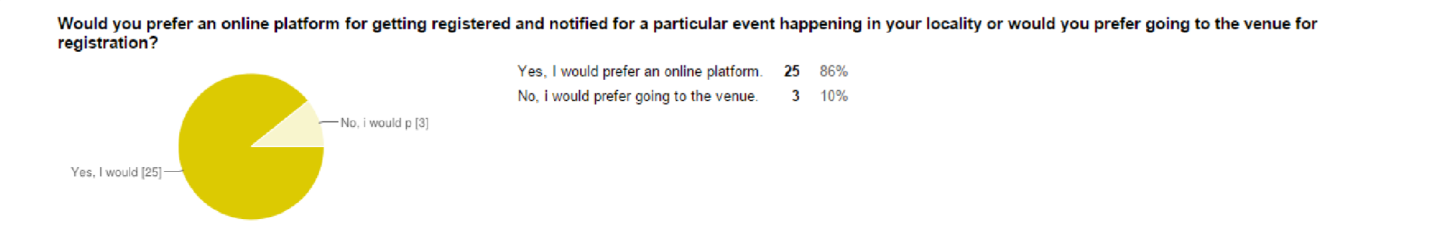 Would you prefer an online platform for getting registered and notified for a particular event happening in your locality or would you prefer going to the venue for
registration?
Yes, I would prefer an online platform. 25 86%
No, i would prefer going to the venue. 3 10%
No, i would p [3]
Yes, I would [25]